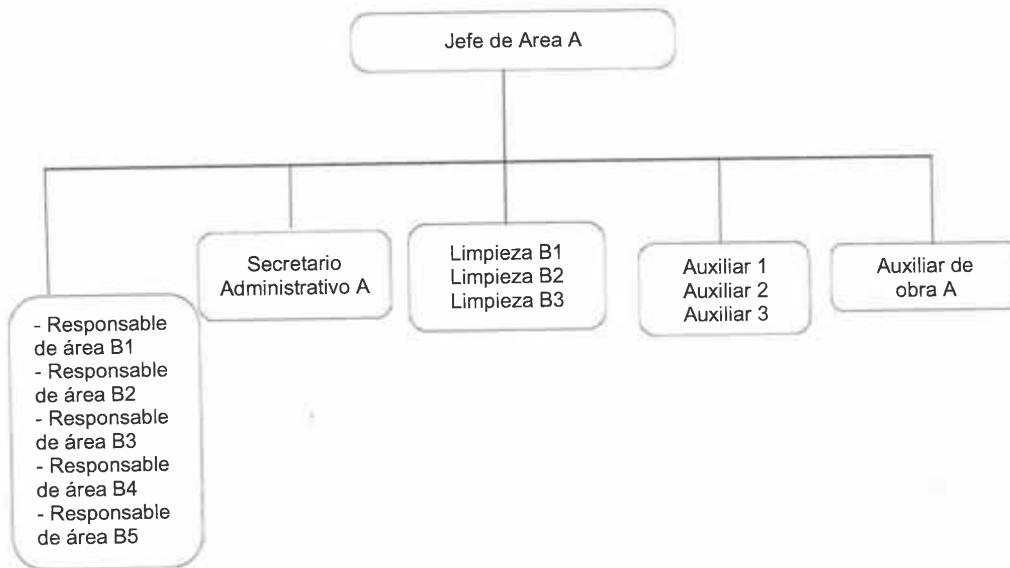 Jefe de Area A
- Responsable
de área B1
- Responsable
de área B2
- Responsable
de área B3
- Responsable
de área B4
- Responsable
de área B5
Secretario
Administrativo A
Limpieza B1
Limpieza B2
Limpieza B3
Auxiliar 1
Auxiliar 2
Auxiliar 3
Auxiliar de
obra A